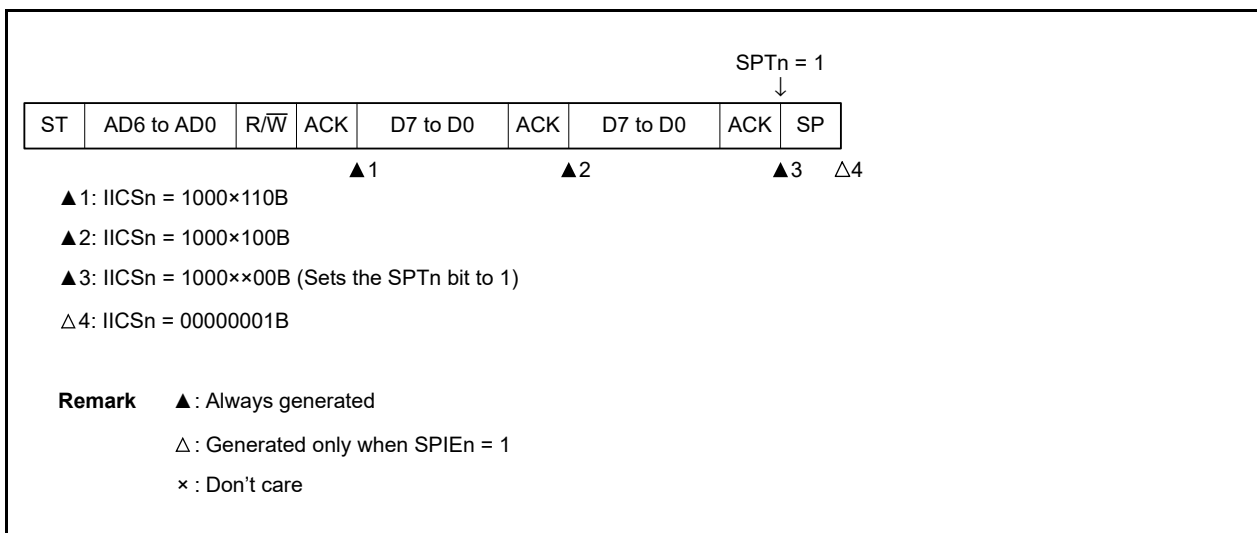 SPTn = 1
↓
ST AD6 to AD0 R/W̅ ACK D7 to D0 ACK D7 to D0 ACK SP
▲1 ▲2 ▲3 △4
▲1: IICSn = 1000×110B
▲2: IICSn = 1000×100B
▲3: IICSn = 1000××00B (Sets the SPTn bit to 1)
△4: IICSn = 00000001B
Remark ▲: Always generated
△: Generated only when SPIEn = 1
×: Don't care